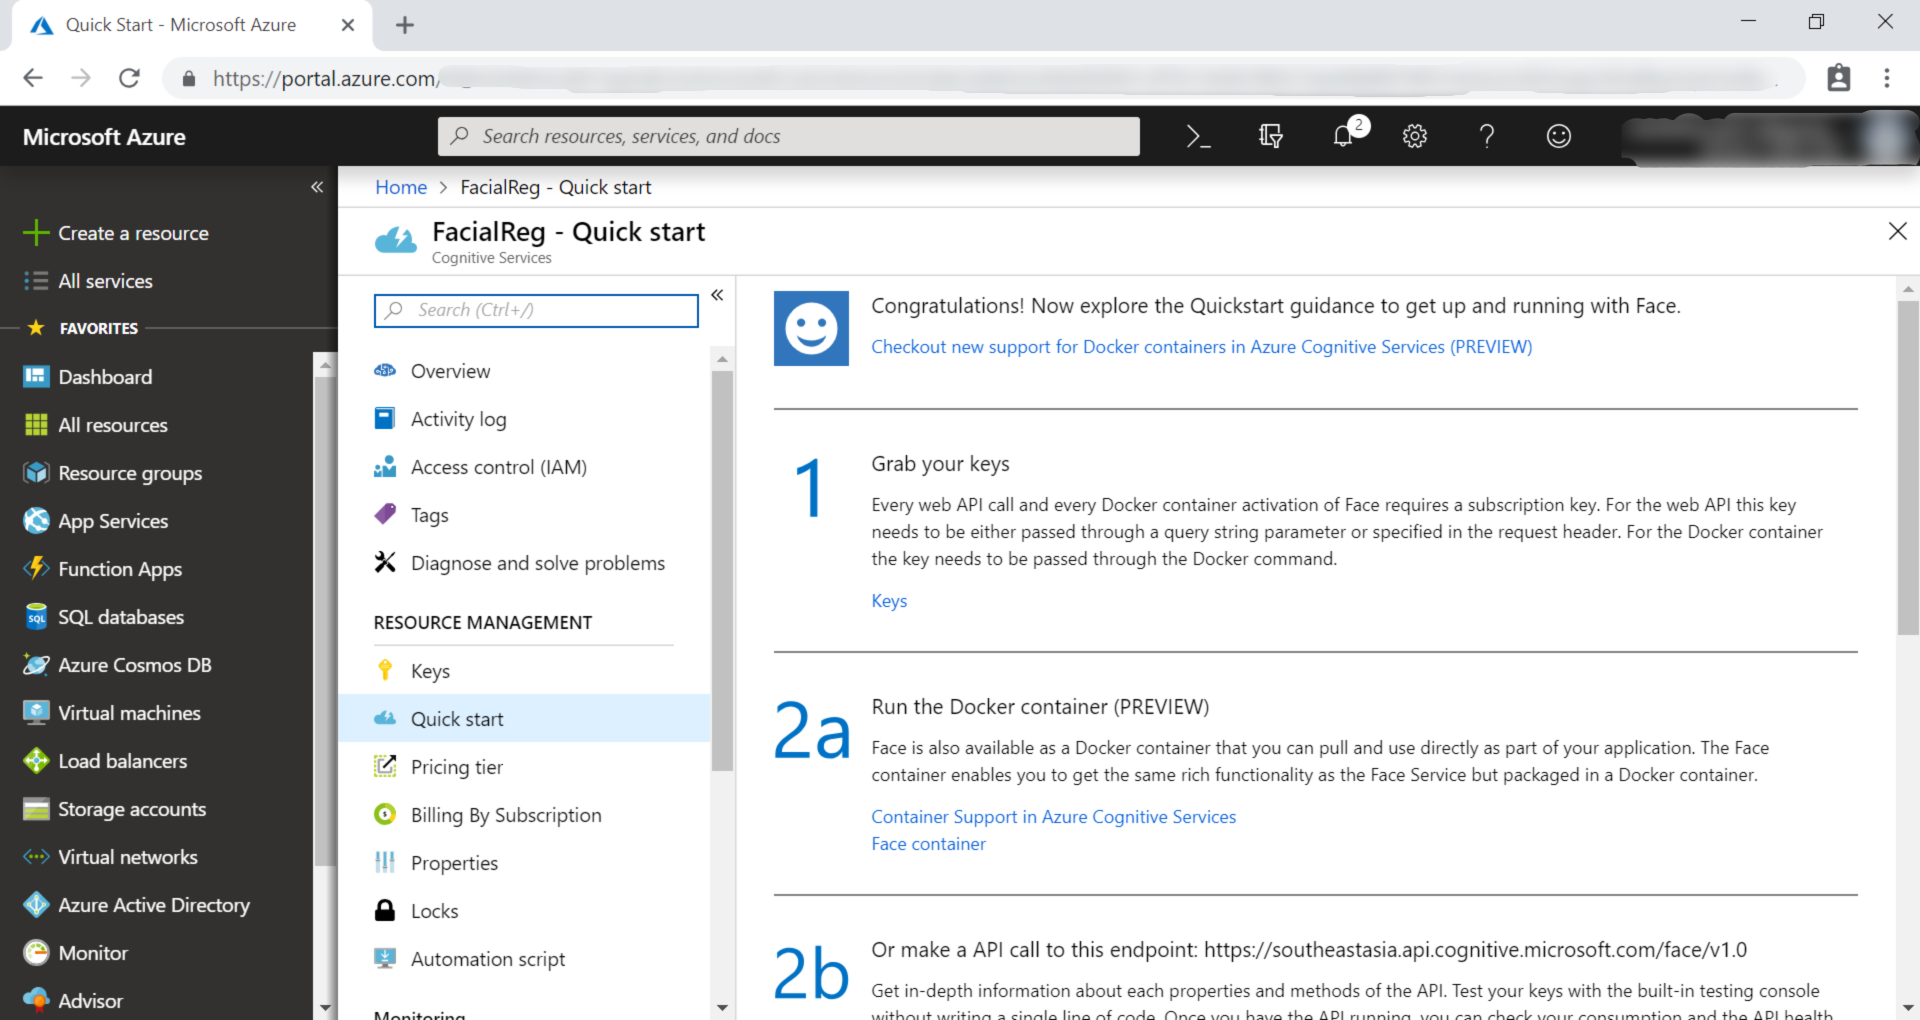 Quick Start - Microsoft Azure
https://portal.azure.com/
Microsoft Azure
Search resources, services, and docs
2
Home > FacialReg - Quick start
FacialReg - Quick start
Cognitive Services
Create a resource
All services
FAVORITES
Dashboard
All resources
Resource groups
App Services
Function Apps
SQL databases
Azure Cosmos DB
Virtual machines
Load balancers
Storage accounts
Virtual networks
Azure Active Directory
Monitor
Advisor
Search (Ctrl+/)
Overview
Activity log
Access control (IAM)
Tags
Diagnose and solve problems
RESOURCE MANAGEMENT
Keys
Quick start
Pricing tier
Billing By Subscription
Properties
Locks
Automation script
Monitoring
Congratulations! Now explore the Quickstart guidance to get up and running with Face.
Checkout new support for Docker containers in Azure Cognitive Services (PREVIEW)
1
Grab your keys
Every web API call and every Docker container activation of Face requires a subscription key. For the web API this key
needs to be either passed through a query string parameter or specified in the request header. For the Docker container
the key needs to be passed through the Docker command.
Keys
2a
Run the Docker container (PREVIEW)
Face is also available as a Docker container that you can pull and use directly as part of your application. The Face
container enables you to get the same rich functionality as the Face Service but packaged in a Docker container.
Container Support in Azure Cognitive Services
Face container
2b
Or make a API call to this endpoint: https://southeastasia.api.cognitive.microsoft.com/face/v1.0
Get in-depth information about each properties and methods of the API. Test your keys with the built-in testing console
without writing a single line of code. Once you have the API running, you can check your consumption and the API health